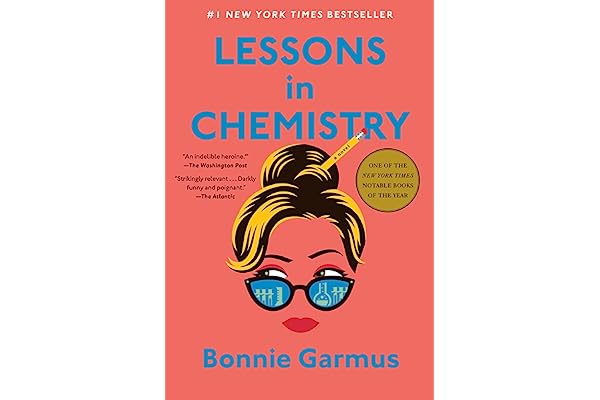 #1 NEW YORK TIMES BESTSELLER
LESSONS
in
CHEMISTRY
a novel
"An indelible heroine."
—The Washington Post
"Strikingly relevant . . . Darkly
funny and poignant."
—The Atlantic
ONE OF THE
NEW YORK TIMES
NOTABLE BOOKS
OF THE YEAR
Bonnie Garmus